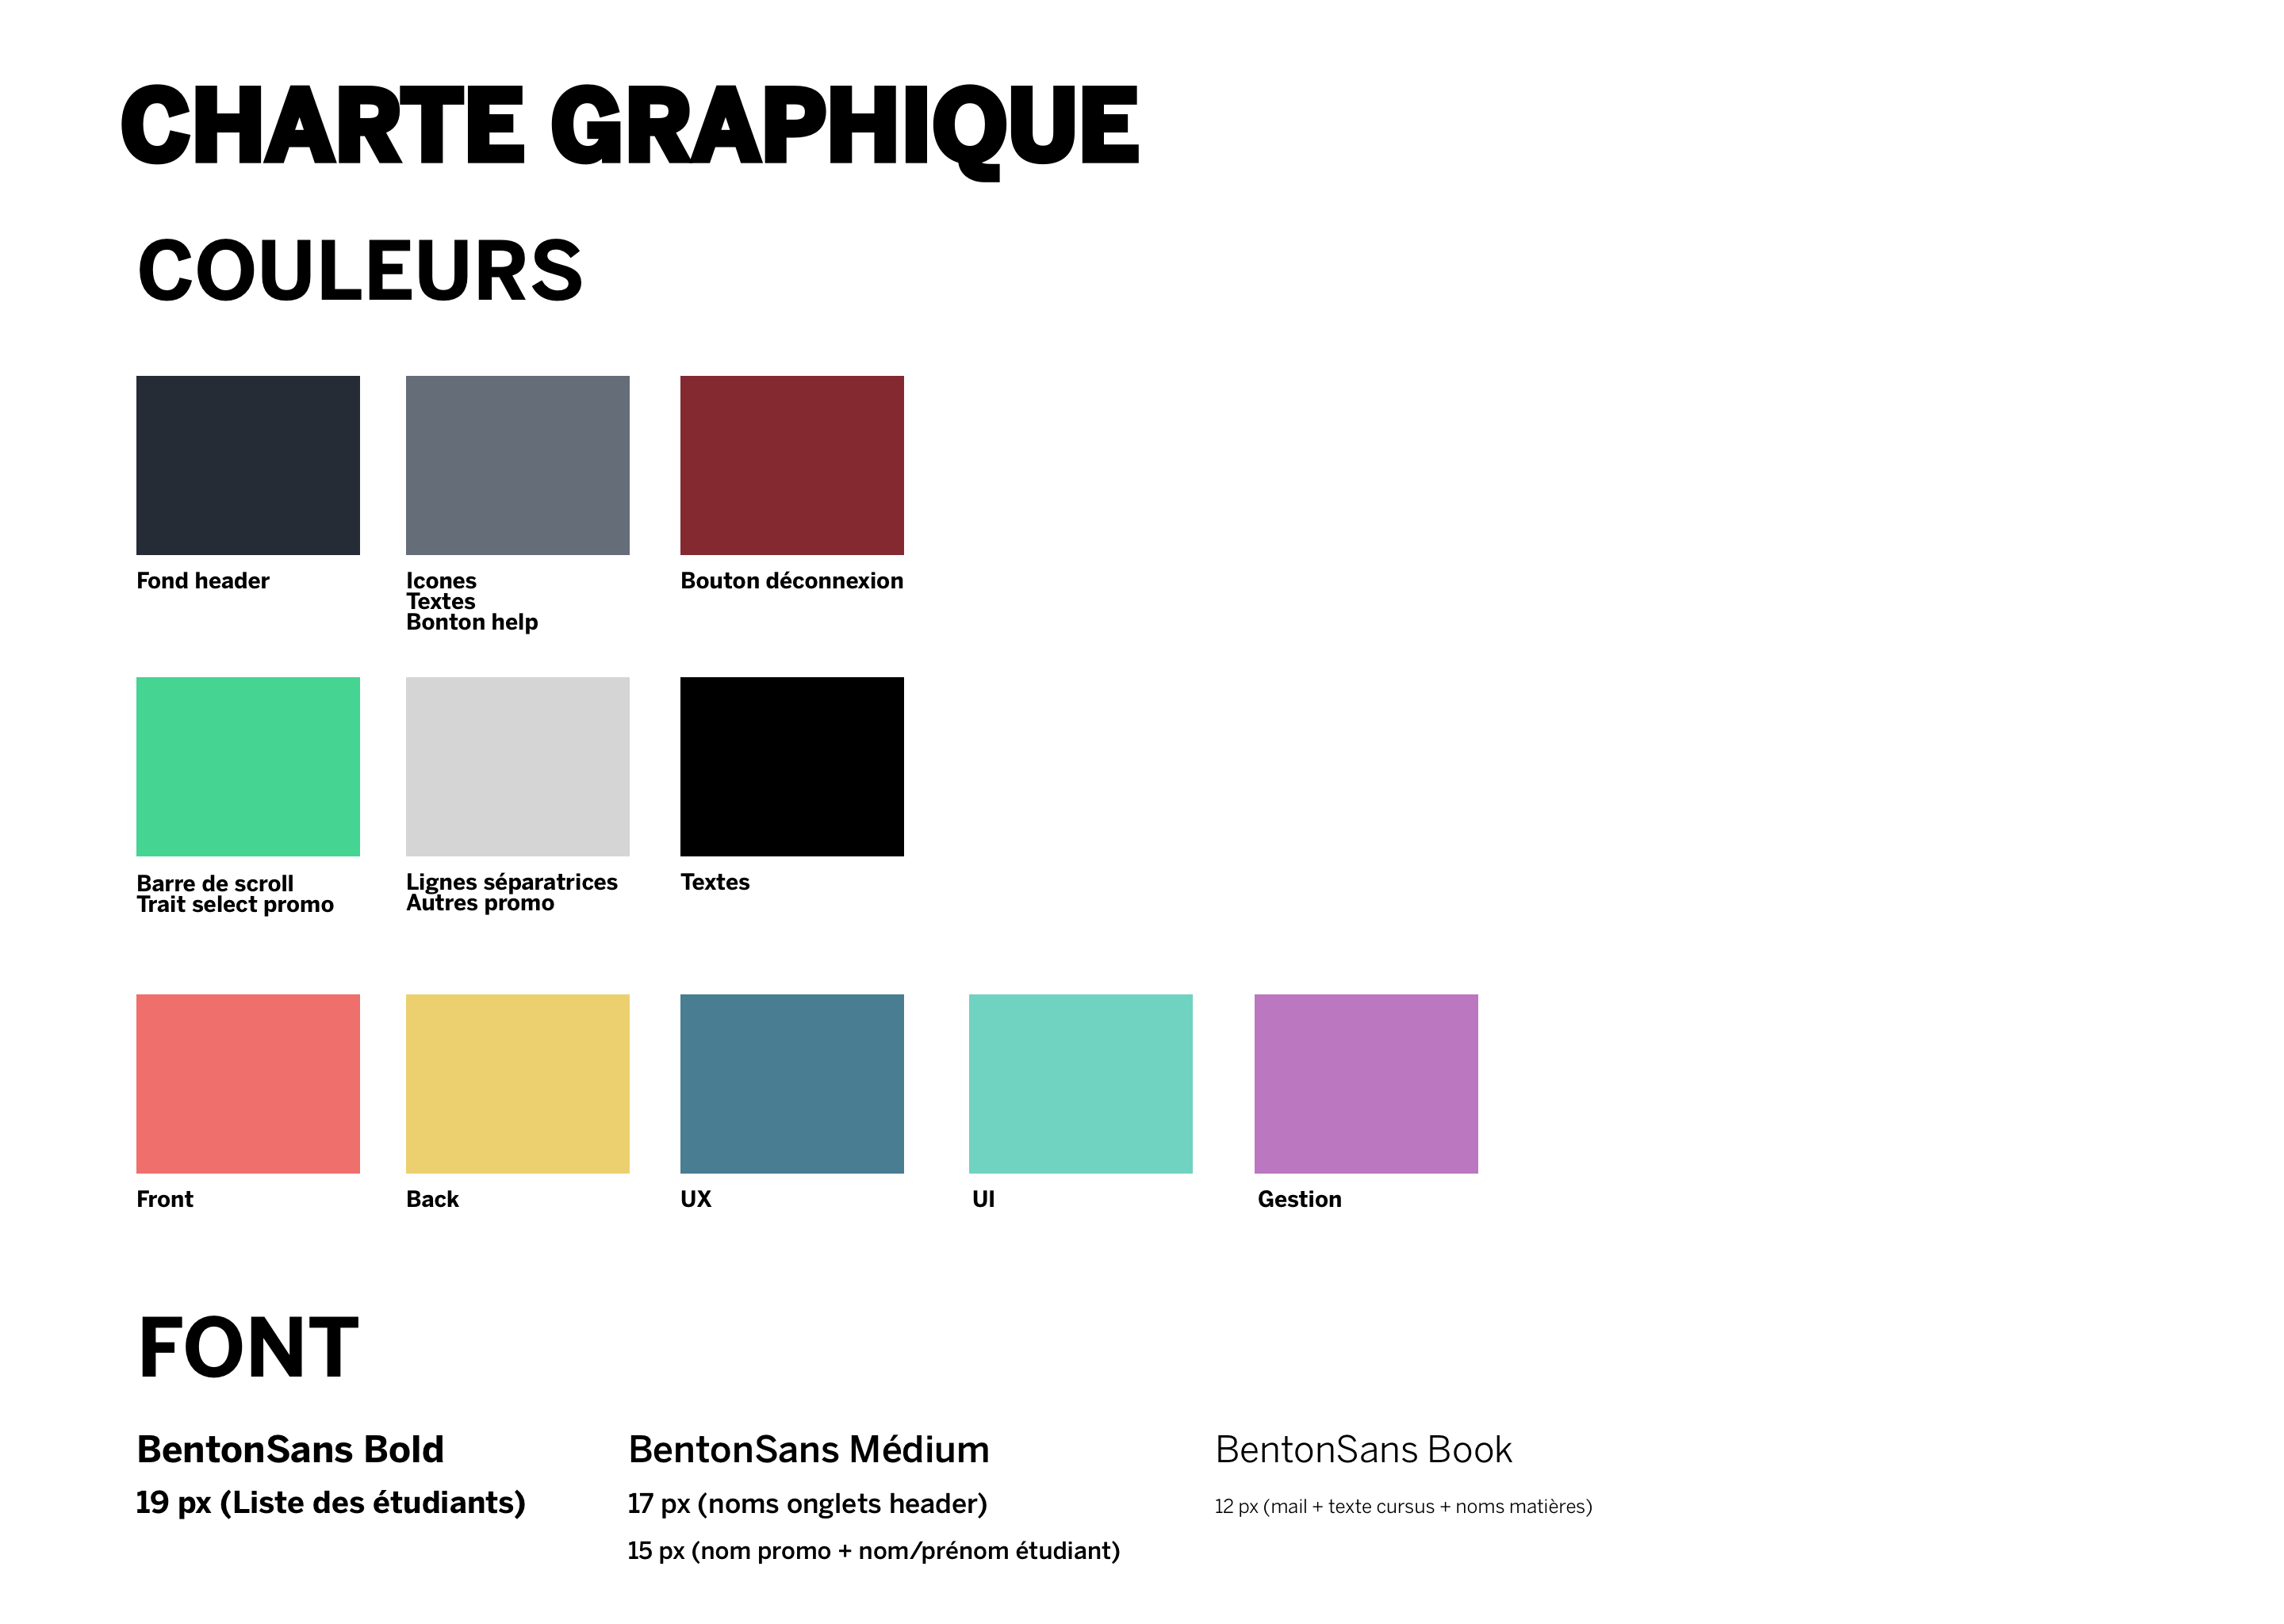 CHARTE GRAPHIQUE
COULEURS
Fond header
Icones
Textes
Bonton help
Bouton déconnexion
Barre de scroll
Trait select promo
Lignes séparatrices
Autres promo
Textes
Front
Back
UX
UI
Gestion
FONT
BentonSans Bold
19 px (Liste des étudiants)
BentonSans Médium
17 px (noms onglets header)
15 px (nom promo + nom/prénom étudiant)
BentonSans Book
12 px (mail + texte cursus + noms matières)